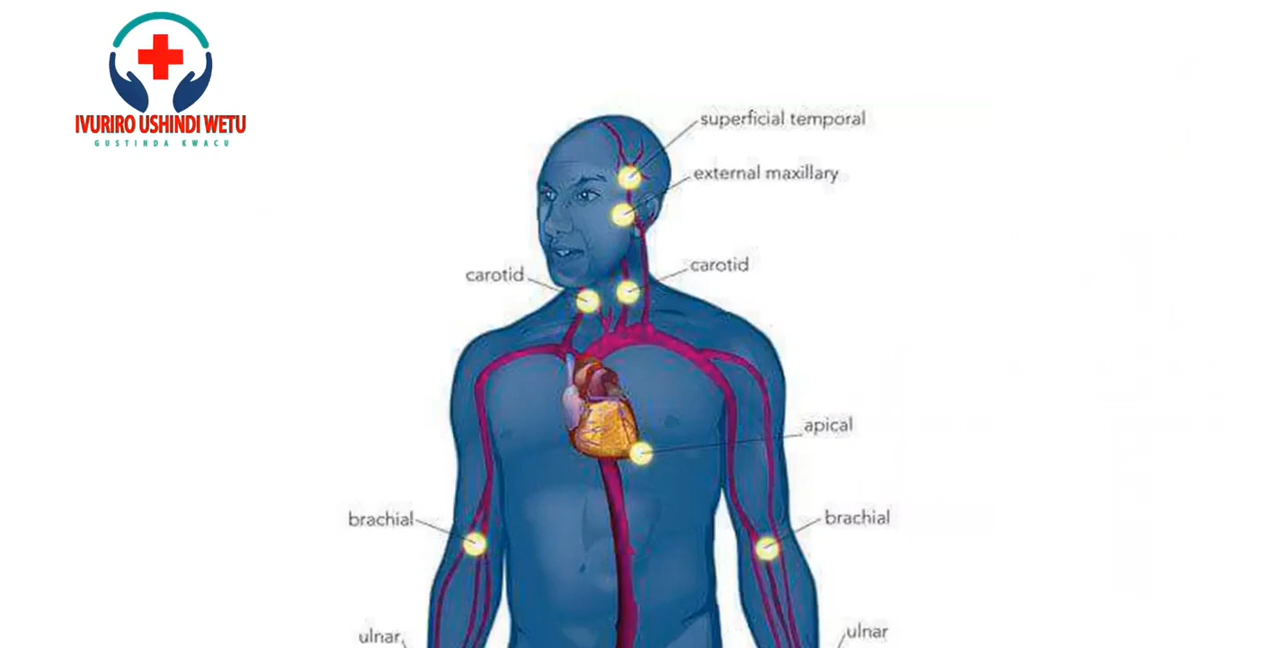 IVURIRO USHINDI WETU
GUSTINDA KWACU
superficial temporal
external maxillary
carotid
carotid
apical
brachial
brachial
ulnar
ulnar